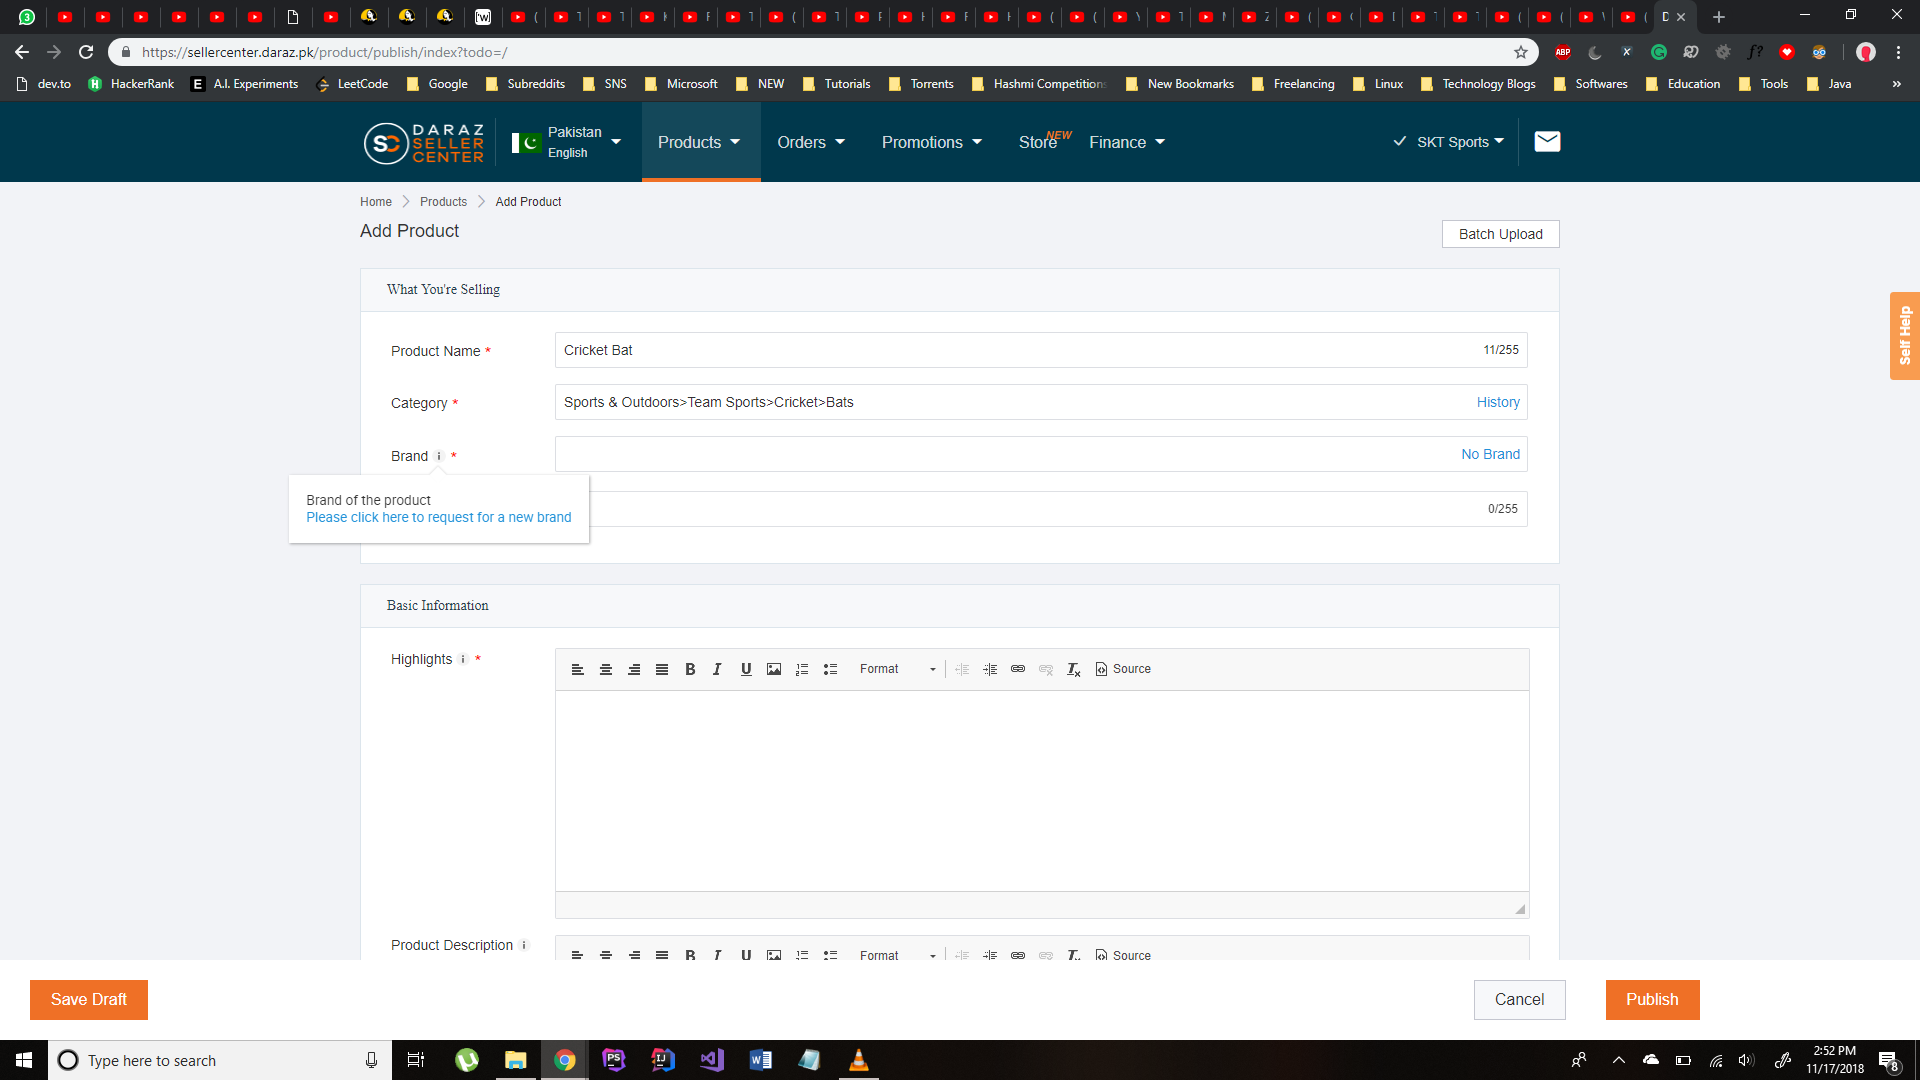 https://sellercenter.daraz.pk/product/publish/index?todo=/
dev.to HackerRank A.I. Experiments LeetCode Google Subreddits SNS Microsoft NEW Tutorials Torrents Hashmi Competitions New Bookmarks Freelancing Linux Technology Blogs Softwares Education Tools Java »
DARAZ SELLER CENTER
Pakistan
English
Products Orders Promotions Store NEW Finance SKT Sports
Home Products Add Product
Add Product
Batch Upload
What You're Selling
Self Help
Product Name * Cricket Bat 11/255
Category * Sports & Outdoors>Team Sports>Cricket>Bats History
Brand i * No Brand
Brand of the product
Please click here to request for a new brand
0/255
Basic Information
Highlights i *
Format Source
Product Description i
Format Source
Save Draft Cancel Publish
Type here to search
2:52 PM
11/17/2018
8